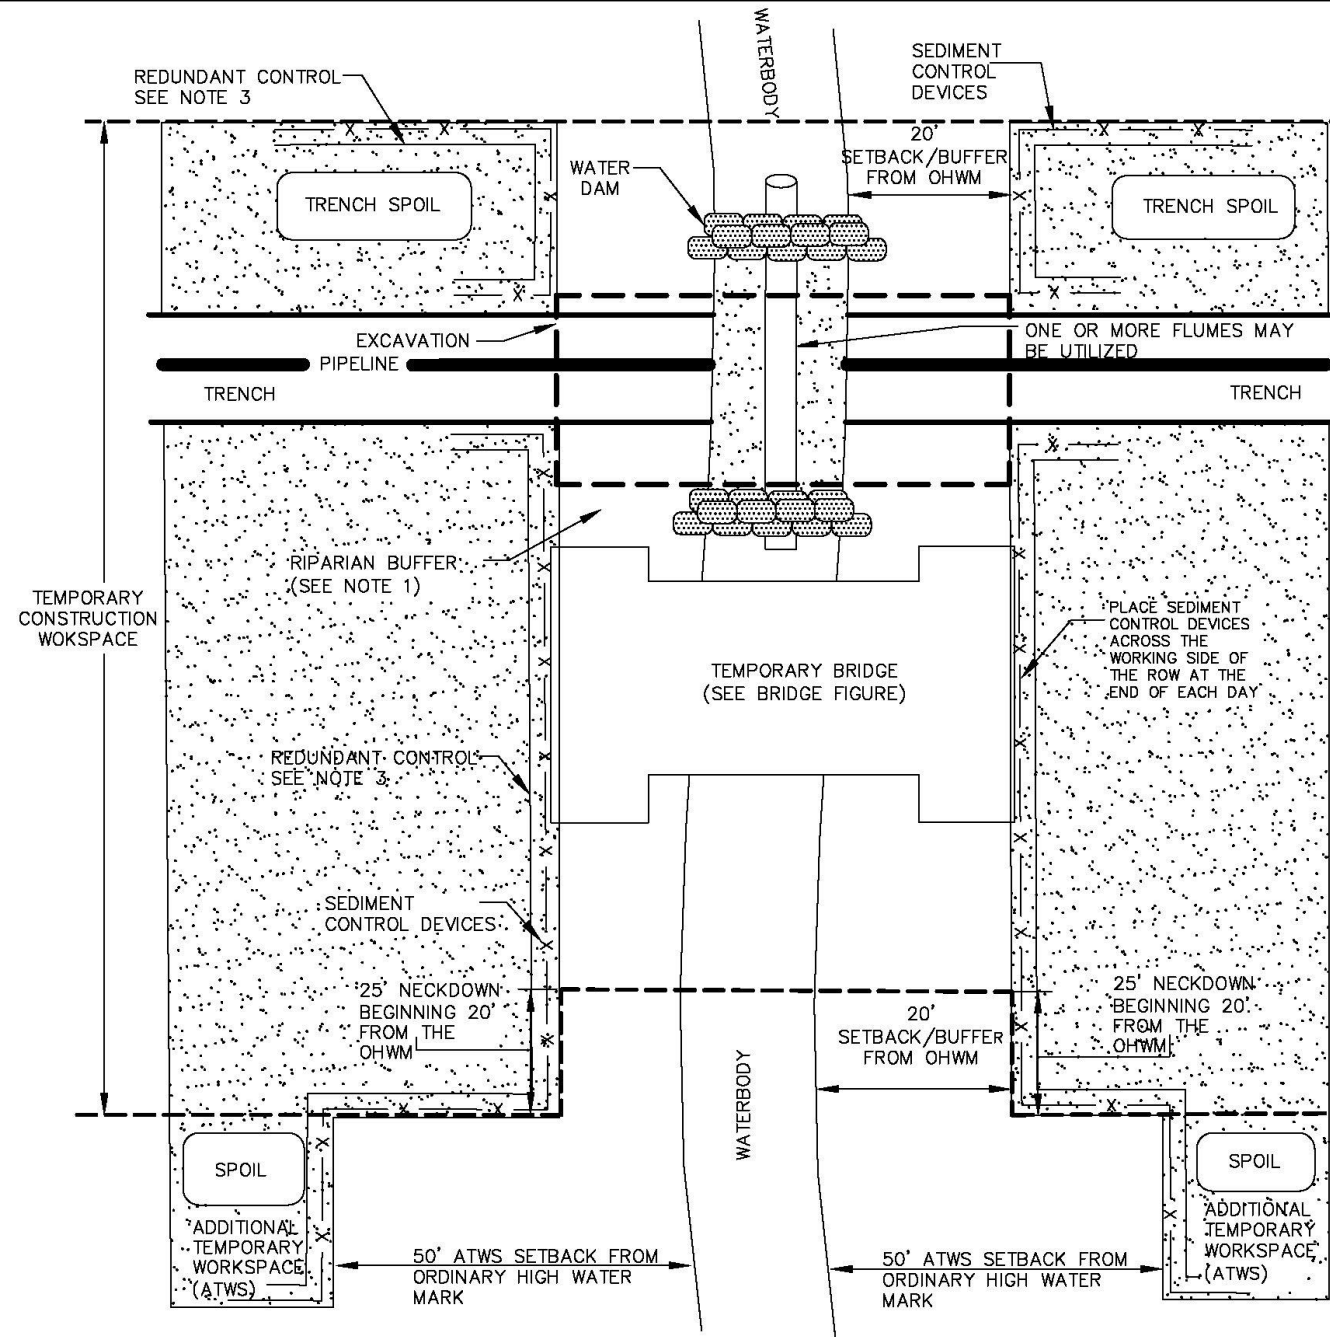 WATERBODY
REDUNDANT CONTROL
SEE NOTE 3
SEDIMENT
CONTROL
DEVICES
20'
SETBACK/BUFFER
FROM OHWM
WATER
DAM
TRENCH SPOIL
TRENCH SPOIL
EXCAVATION
ONE OR MORE FLUMES MAY
BE UTILIZED
PIPELINE
TRENCH
TRENCH
RIPARIAN BUFFER
(SEE NOTE 1)
TEMPORARY
CONSTRUCTION
WOKSPACE
PLACE SEDIMENT
CONTROL DEVICES
ACROSS THE
WORKING SIDE OF
THE ROW AT THE
END OF EACH DAY
TEMPORARY BRIDGE
(SEE BRIDGE FIGURE)
REDUNDANT CONTROL
SEE NOTE 3
SEDIMENT
CONTROL DEVICES
25' NECKDOWN
BEGINNING 20'
FROM THE
OHWM
20'
SETBACK/BUFFER
FROM OHWM
25' NECKDOWN
BEGINNING 20'
FROM THE
OHWM
WATERBODY
SPOIL
SPOIL
ADDITIONAL
TEMPORARY
WORKSPACE
(ATWS)
50' ATWS SETBACK FROM
ORDINARY HIGH WATER
MARK
50' ATWS SETBACK FROM
ORDINARY HIGH WATER
MARK
ADDITIONAL
TEMPORARY
WORKSPACE
(ATWS)